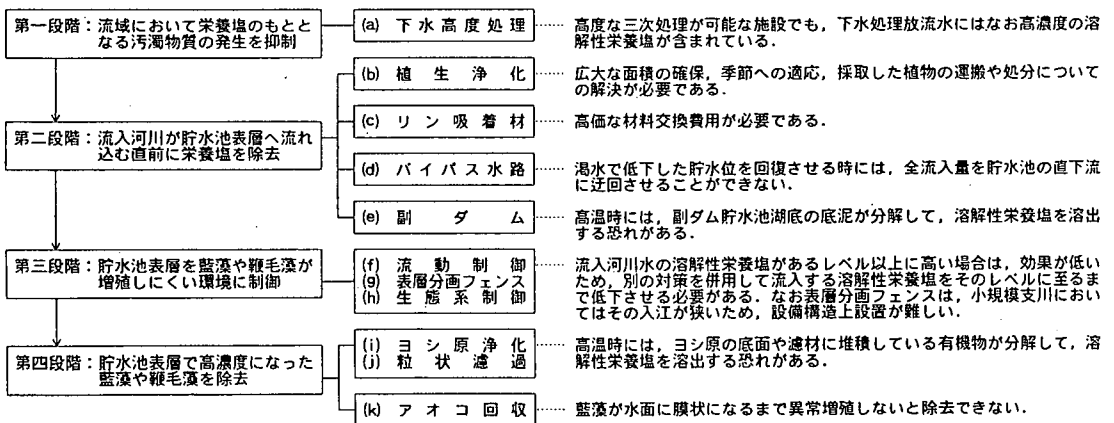 第一段階：流域において栄養塩のもととなる汚濁物質の発生を抑制
(a) 下水高度処理 …… 高度な三次処理が可能な施設でも，下水処理放流水にはなお高濃度の溶解性栄養塩が含まれている．
第二段階：流入河川が貯水池表層へ流れ込む直前に栄養塩を除去
(b) 植生浄化 …… 広大な面積の確保，季節への適応，採取した植物の運搬や処分についての解決が必要である．
(c) リン吸着材 …… 高価な材料交換費用が必要である．
(d) バイパス水路 …… 渇水で低下した貯水位を回復させる時には，全流入量を貯水池の直下流に迂回させることができない．
(e) 副ダム …… 高温時には，副ダム貯水池湖底の底泥が分解して，溶解性栄養塩を溶出する恐れがある．
第三段階：貯水池表層を藍藻や鞭毛藻が増殖しにくい環境に制御
(f) 流動制御
(g) 表層分画フェンス
(h) 生態系制御
…… 流入河川水の溶解性栄養塩があるレベル以上に高い場合は，効果が低いため，別の対策を併用して流入する溶解性栄養塩をそのレベルに至るまで低下させる必要がある．なお表層分画フェンスは，小規模支川においてはその入江が狭いため，設備構造上設置が難しい．
第四段階：貯水池表層で高濃度になった藍藻や鞭毛藻を除去
(i) ヨシ原浄化
(j) 粒状濾過
…… 高温時には，ヨシ原の底面や濾材に堆積している有機物が分解して，溶解性栄養塩を溶出する恐れがある．
(k) アオコ回収 …… 藍藻が水面に膜状になるまで異常増殖しないと除去できない．